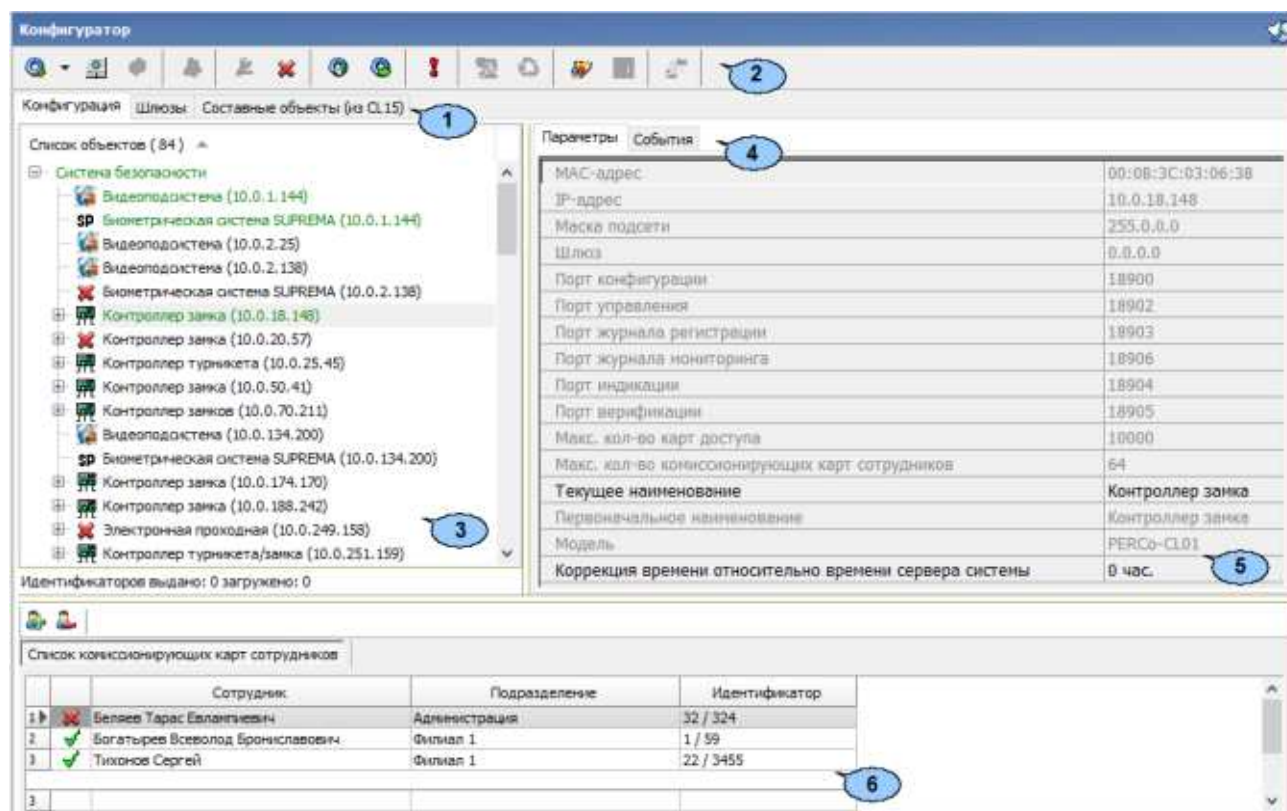 Конфигуратор
2
Конфигурация Шлюзы Составные объекты (из CL15)
1
Список объектов ( 84 )
Система безопасности
Видеоподсистема (10.0.1.144)
SP Биометрическая система SUPREMA (10.0.1.144)
Видеоподсистема (10.0.2.25)
Видеоподсистема (10.0.2.138)
Биометрическая система SUPREMA (10.0.2.138)
Контроллер замка (10.0.18.148)
Контроллер замка (10.0.20.57)
Контроллер турникета (10.0.25.45)
Контроллер замка (10.0.50.41)
Контроллер замков (10.0.70.211)
Видеоподсистема (10.0.134.200)
SP Биометрическая система SUPREMA (10.0.134.200)
Контроллер замка (10.0.174.170)
Контроллер замка (10.0.188.242)
Электронная проходная (10.0.249.158)
3
Контроллер турникета/замка (10.0.251.159)
Идентификаторов выдано: 0 загружено: 0
Параметры События
4
MAC-адрес 00:0B:3C:03:06:38
IP-адрес 10.0.18.148
Маска подсети 255.0.0.0
Шлюз 0.0.0.0
Порт конфигурации 18900
Порт управления 18902
Порт журнала регистрации 18903
Порт журнала мониторинга 18906
Порт индикации 18904
Порт верификации 18905
Макс. кол-во карт доступа 10000
Макс. кол-во комиссионирующих карт сотрудников 64
Текущее наименование Контроллер замка
Первоначальное наименование Контроллер замка
Модель PERCo-CL01
Коррекция времени относительно времени сервера системы 0 час.
5
Список комиссионирующих карт сотрудников
Сотрудник Подразделение Идентификатор
1 Беляев Тарас Евлампиевич Администрация 32 / 324
2 Богатырев Всеволод Брониславович Филиал 1 1 / 59
3 Тихонов Сергей Филиал 1 22 / 3455
6
3